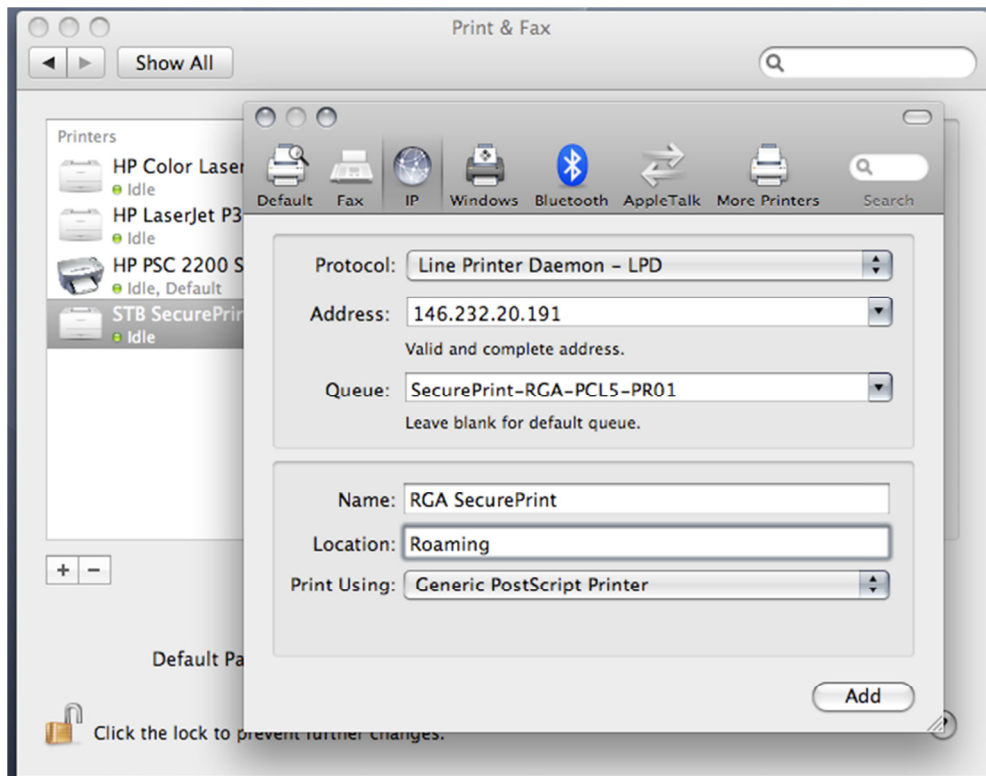 Print & Fax
Show All
Printers
HP Color Laser
Idle
HP LaserJet P3
Idle
HP PSC 2200 S
Idle, Default
STB SecurePrin
Idle
Default Pa
Click the lock to prevent further changes.
Default Fax IP Windows Bluetooth AppleTalk More Printers Search
Protocol: Line Printer Daemon – LPD
Address: 146.232.20.191
Valid and complete address.
Queue: SecurePrint-RGA-PCL5-PR01
Leave blank for default queue.
Name: RGA SecurePrint
Location: Roaming
Print Using: Generic PostScript Printer
Add